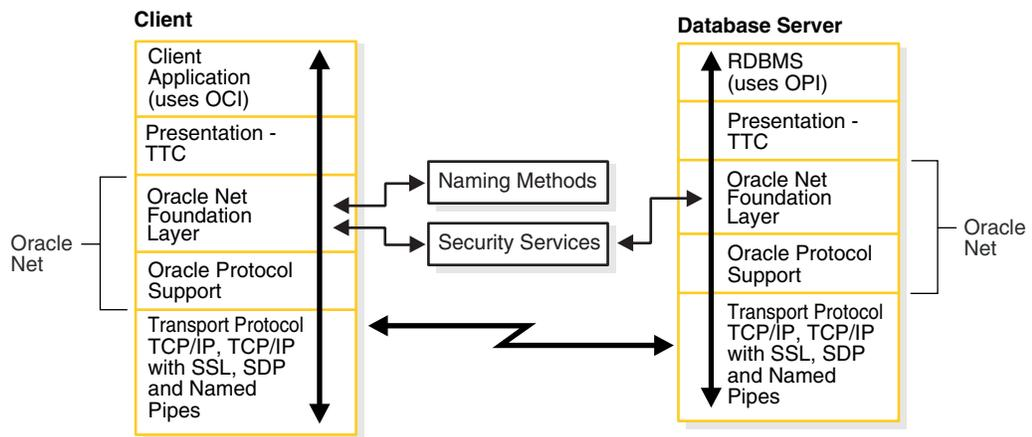 Client
Client
Application
(uses OCI)
Presentation -
TTC
Oracle Net
Foundation
Layer
Oracle Protocol
Support
Transport Protocol
TCP/IP, TCP/IP
with SSL, SDP
and Named
Pipes
Oracle
Net
Naming Methods
Security Services
Database Server
RDBMS
(uses OPI)
Presentation -
TTC
Oracle Net
Foundation
Layer
Oracle Protocol
Support
Transport Protocol
TCP/IP, TCP/IP
with SSL, SDP
and Named
Pipes
Oracle
Net